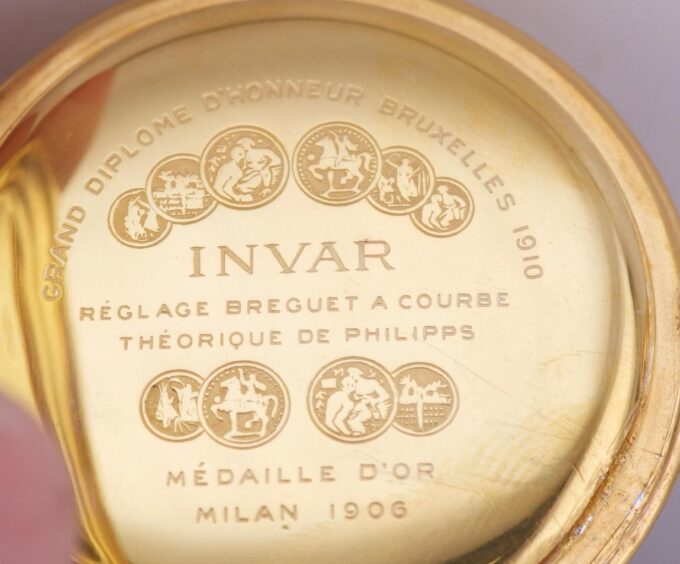 GRAND DIPLOME D'HONNEUR BRUXELLES 1910
INVAR
RÉGLAGE BREGUET A COURBE
THÉORIQUE DE PHILIPPS
MÉDAILLE D'OR
MILAN 1906